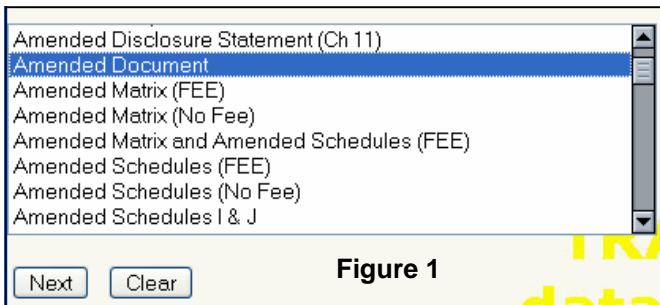 Amended Disclosure Statement (Ch 11)
Amended Document
Amended Matrix (FEE)
Amended Matrix (No Fee)
Amended Matrix and Amended Schedules (FEE)
Amended Schedules (FEE)
Amended Schedules (No Fee)
Amended Schedules I & J
Next Clear Figure 1